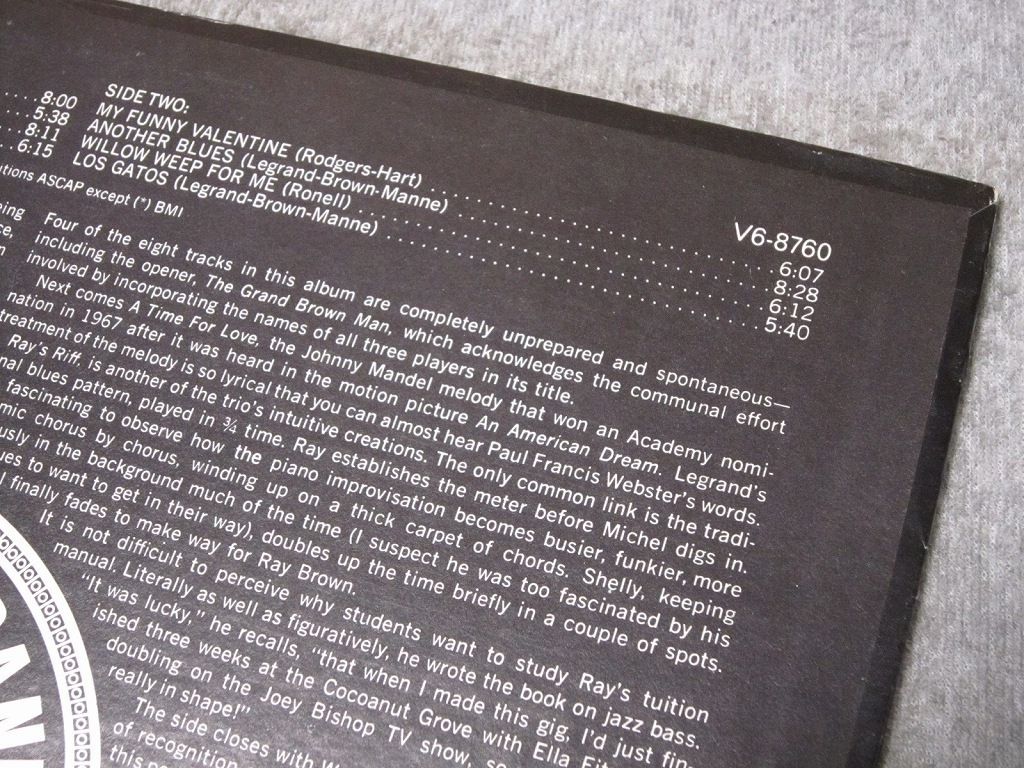 V6-8760
SIDE TWO:
8:00 MY FUNNY VALENTINE (Rodgers-Hart) 6:07
5:38 ANOTHER BLUES (Legrand-Brown-Manne) 8:28
8:11 WILLOW WEEP FOR ME (Ronell) 6:12
6:15 LOS GATOS (Legrand-Brown-Manne) 5:40
ASCAP except (*) BMI
Four of the eight tracks in this album are completely unprepared and spontaneous—
including the opener, The Grand Brown Man, which acknowledges the communal effort
involved by incorporating the names of all three players in its title.
Next comes A Time For Love, the Johnny Mandel melody that won an Academy nomi-
nation in 1967 after it was heard in the motion picture An American Dream. Legrand's
treatment of the melody is so lyrical that you can almost hear Paul Francis Webster's words.
Ray's Riff, is another of the trio's intuitive creations. The only common link is the tradi-
blues pattern, played in ¾ time. Ray establishes the meter before Michel digs in.
fascinating to observe how the piano improvisation becomes busier, funkier, more
chorus by chorus, winding up on a thick carpet of chords. Shelly, keeping
in the background much of the time (I suspect he was too fascinated by his
to want to get in their way), doubles up the time briefly in a couple of spots.
finally fades to make way for Ray Brown.
It is not difficult to perceive why students want to study Ray's tuition
manual. Literally as well as figuratively, he wrote the book on jazz bass.
"It was lucky," he recalls, "that when I made this gig, I'd just fin-
ished three weeks at the Cocoanut Grove with Ella
doubling on the Joey Bishop TV show,
really in shape!"
The side closes with
of recognition
this